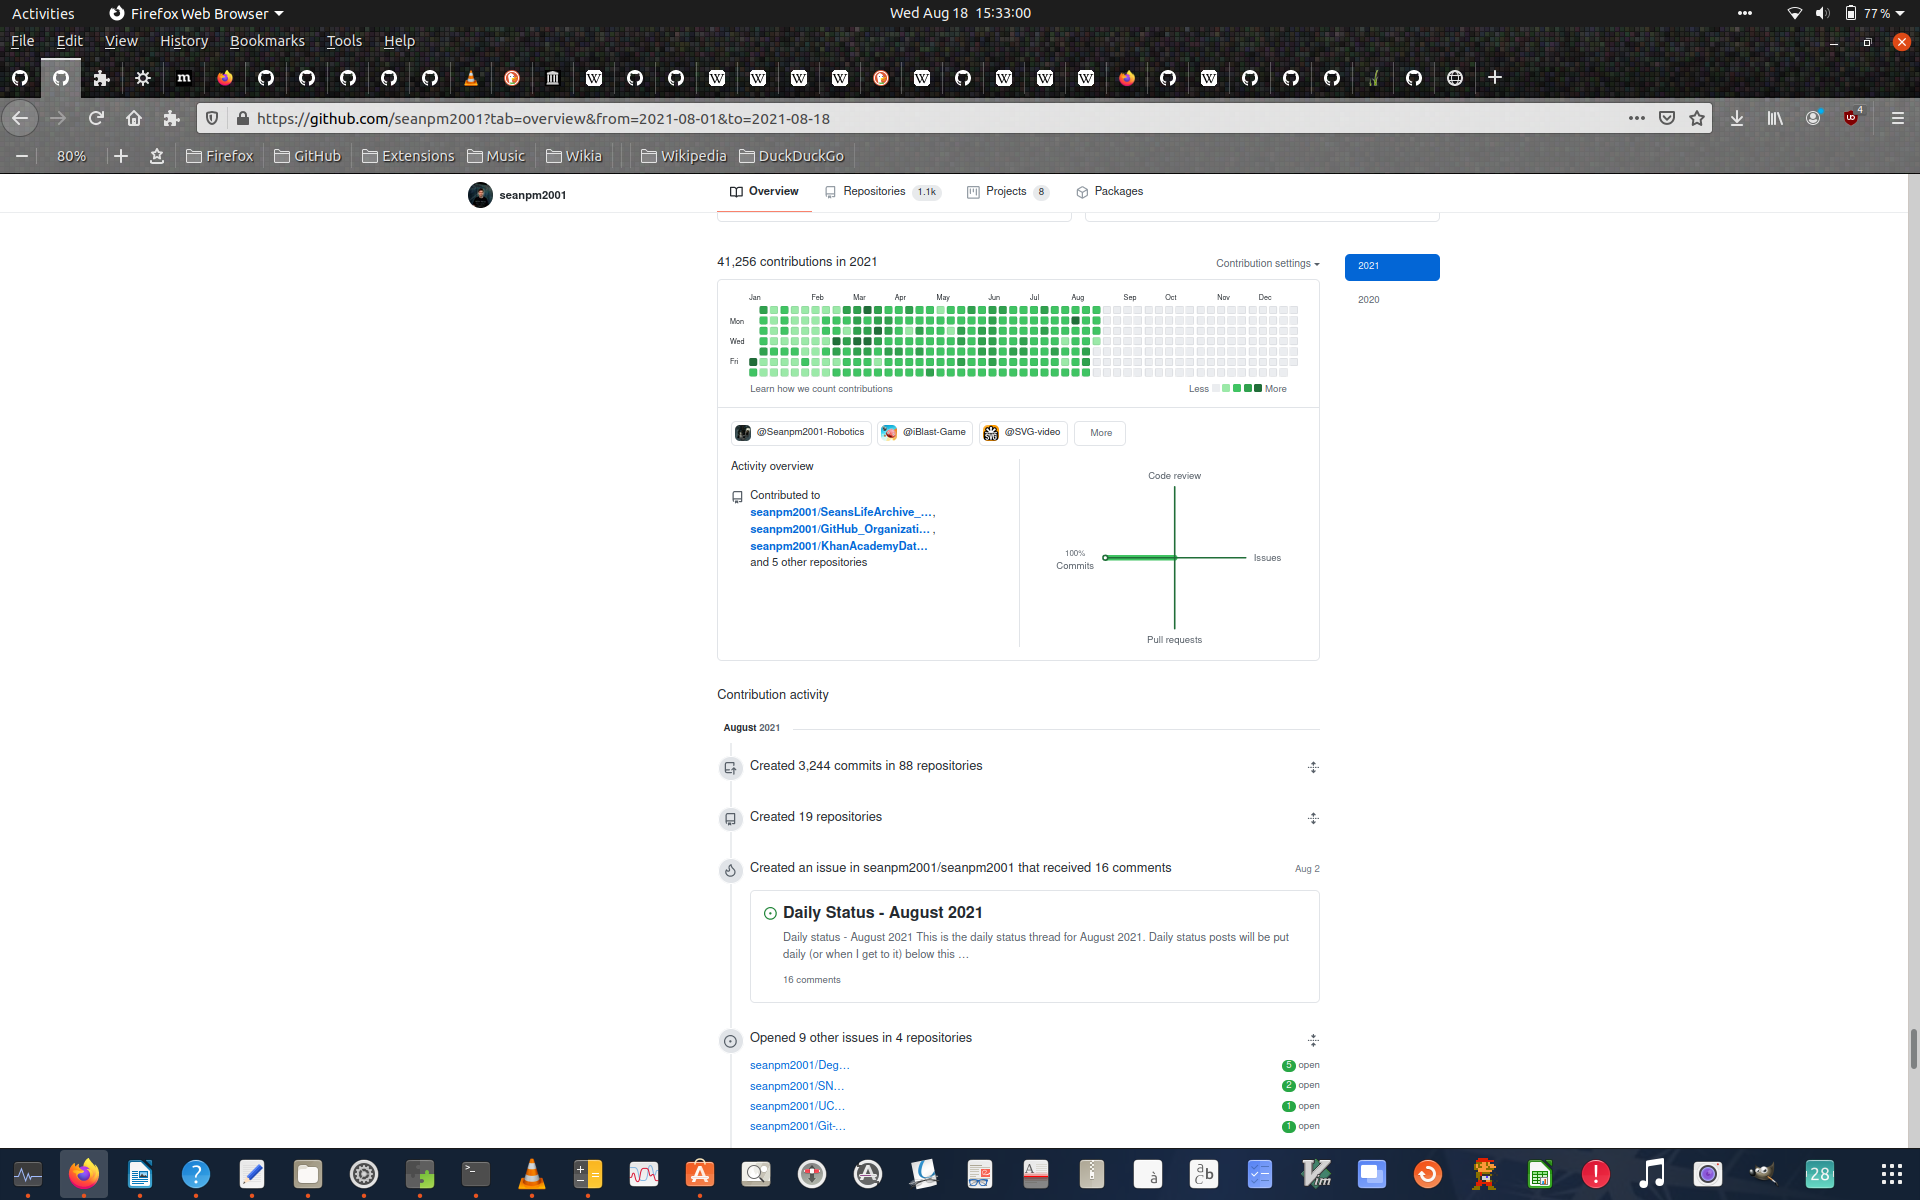 Activities Firefox Web Browser Wed Aug 18 15:33:00 77 %
File Edit View History Bookmarks Tools Help
https://github.com/seanpm2001?tab=overview&from=2021-08-01&to=2021-08-18 4
80% Firefox GitHub Extensions Music Wikia Wikipedia DuckDuckGo
seanpm2001 Overview Repositories 1.1k Projects 8 Packages
41,256 contributions in 2021 Contribution settings 2021
2020
Jan Feb Mar Apr May Jun Jul Aug Sep Oct Nov Dec
Mon
Wed
Fri
Learn how we count contributions Less More
@Seanpm2001-Robotics @iBlast-Game @SVG-video More
Activity overview
Contributed to
seanpm2001/SeansLifeArchive_…,
seanpm2001/GitHub_Organizati… ,
seanpm2001/KhanAcademyDat…
and 5 other repositories
Code review
100%
Commits
Issues
Pull requests
Contribution activity
August 2021
Created 3,244 commits in 88 repositories
Created 19 repositories
Created an issue in seanpm2001/seanpm2001 that received 16 comments Aug 2
Daily Status - August 2021
Daily status - August 2021 This is the daily status thread for August 2021. Daily status posts will be put
daily (or when I get to it) below this …
16 comments
Opened 9 other issues in 4 repositories
seanpm2001/Deg… 5 open
seanpm2001/SN… 2 open
seanpm2001/UC… 1 open
seanpm2001/Git-… 1 open
28